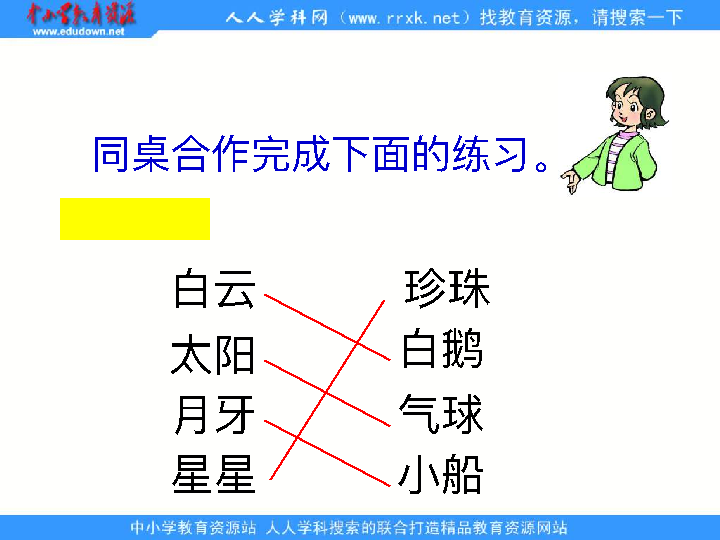 中小学教育资源
www.edudown.net
人人学科网（www.rrxk.net）找教育资源，请搜索一下
同桌合作完成下面的练习。
白云 珍珠
太阳 白鹅
月牙 气球
星星 小船
中小学教育资源站 人人学科搜索的联合打造精品教育资源网站